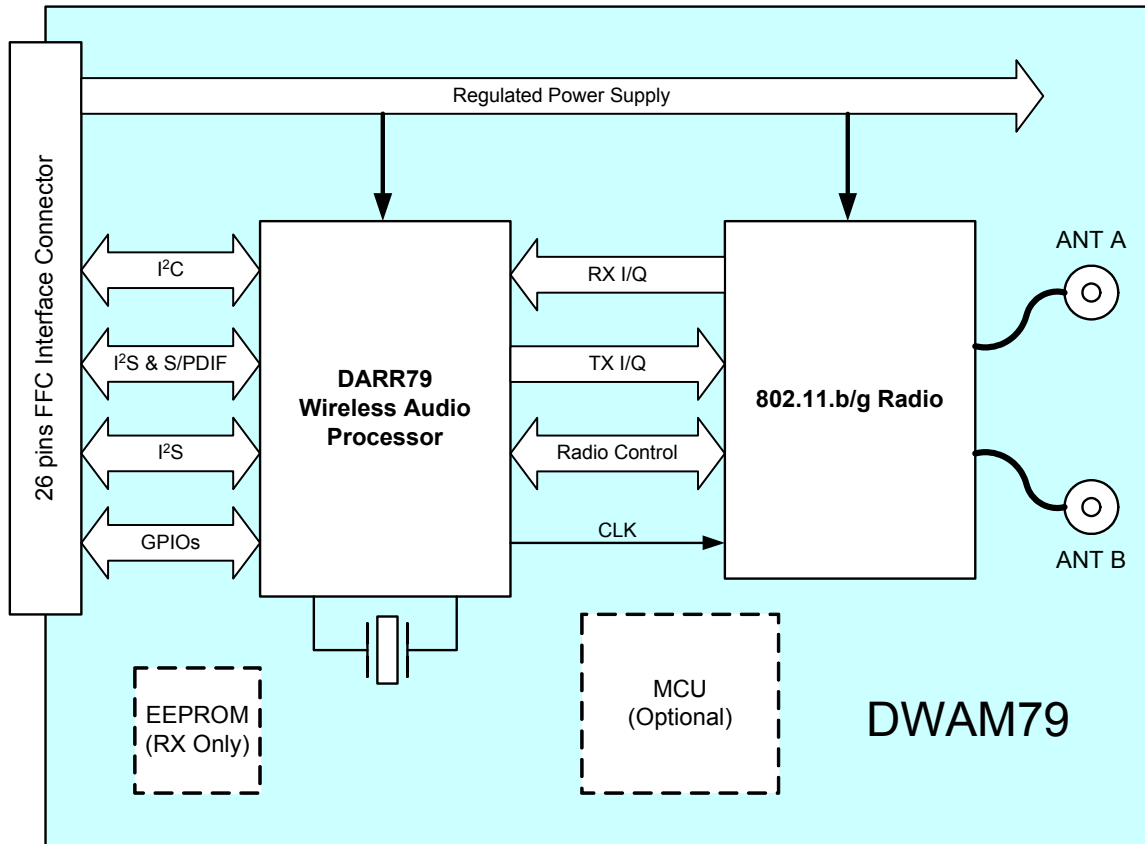 Regulated Power Supply
26 pins FFC Interface Connector
I²C
I²S & S/PDIF
I²S
GPIOs
DARR79
Wireless Audio
Processor
RX I/Q
TX I/Q
Radio Control
CLK
802.11.b/g Radio
ANT A
ANT B
EEPROM
(RX Only)
MCU
(Optional)
DWAM79